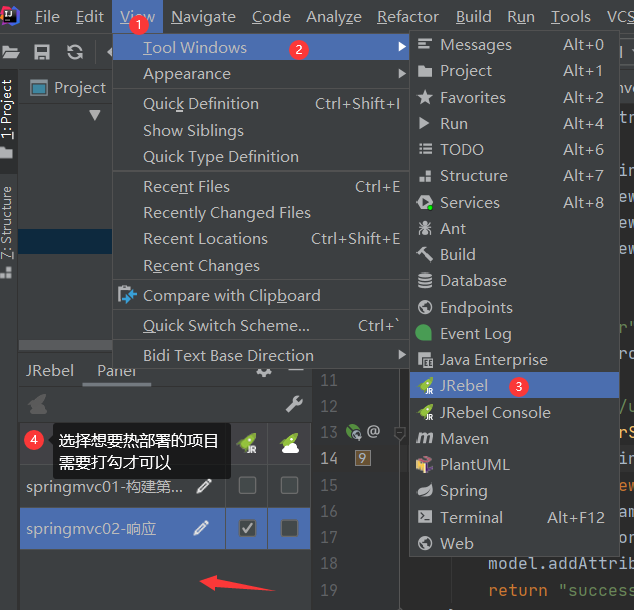 File Edit View Navigate Code Analyze Refactor Build Run Tools VCS
1
Tool Windows
2
Appearance
Quick Definition Ctrl+Shift+I
Show Siblings
Quick Type Definition
Recent Files Ctrl+E
Recently Changed Files
Recent Locations Ctrl+Shift+E
Recent Changes
Compare with Clipboard
Quick Switch Scheme... Ctrl+`
Bidi Text Base Direction
Messages Alt+0
Project Alt+1
Favorites Alt+2
Run Alt+4
TODO Alt+6
Structure Alt+7
Services Alt+8
Ant
Build
Database
Endpoints
Event Log
Java Enterprise
JRebel 3
JRebel Console
Maven
PlantUML
Spring
Terminal Alt+F12
Web
1: Project
7: Structure
Project
JRebel Panel
4
选择想要热部署的项目
需要打勾才可以
JR
springmvc01-构建第...
springmvc02-响应
11
12
13 @
14 9
15
16
17
18 model.addAttrib
19 return "success